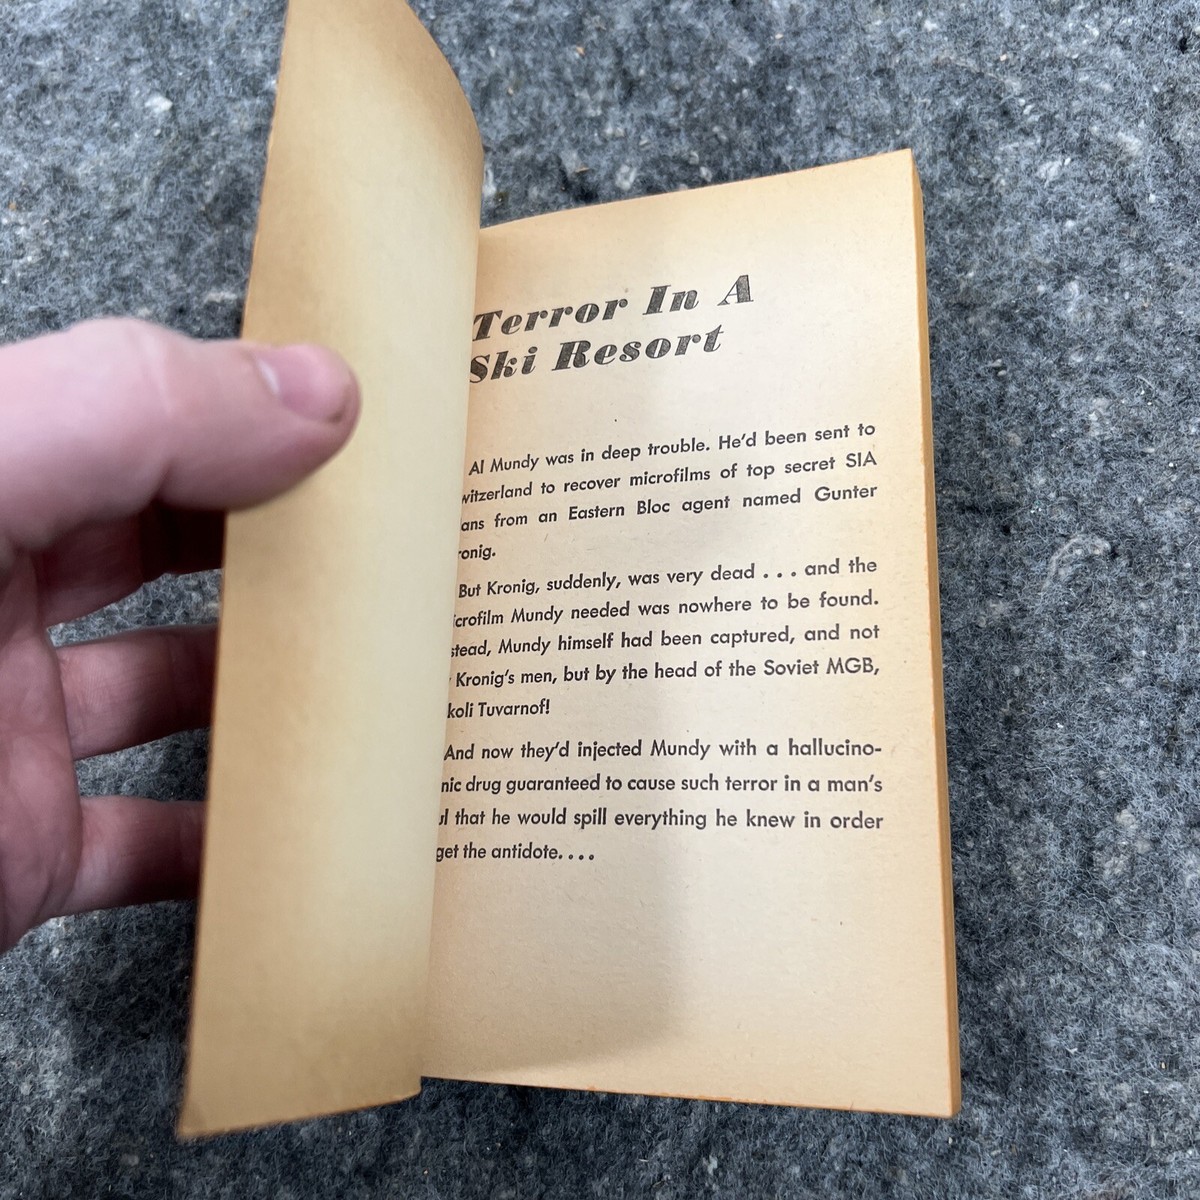 Terror In A
Ski Resort
Al Mundy was in deep trouble. He'd been sent to
witzerland to recover microfilms of top secret SIA
ans from an Eastern Bloc agent named Gunter
ronig.
But Kronig, suddenly, was very dead . . . and the
icrofilm Mundy needed was nowhere to be found.
stead, Mundy himself had been captured, and not
Kronig's men, but by the head of the Soviet MGB,
koli Tuvarnof!
And now they'd injected Mundy with a hallucino-
nic drug guaranteed to cause such terror in a man's
ul that he would spill everything he knew in order
get the antidote. . . .